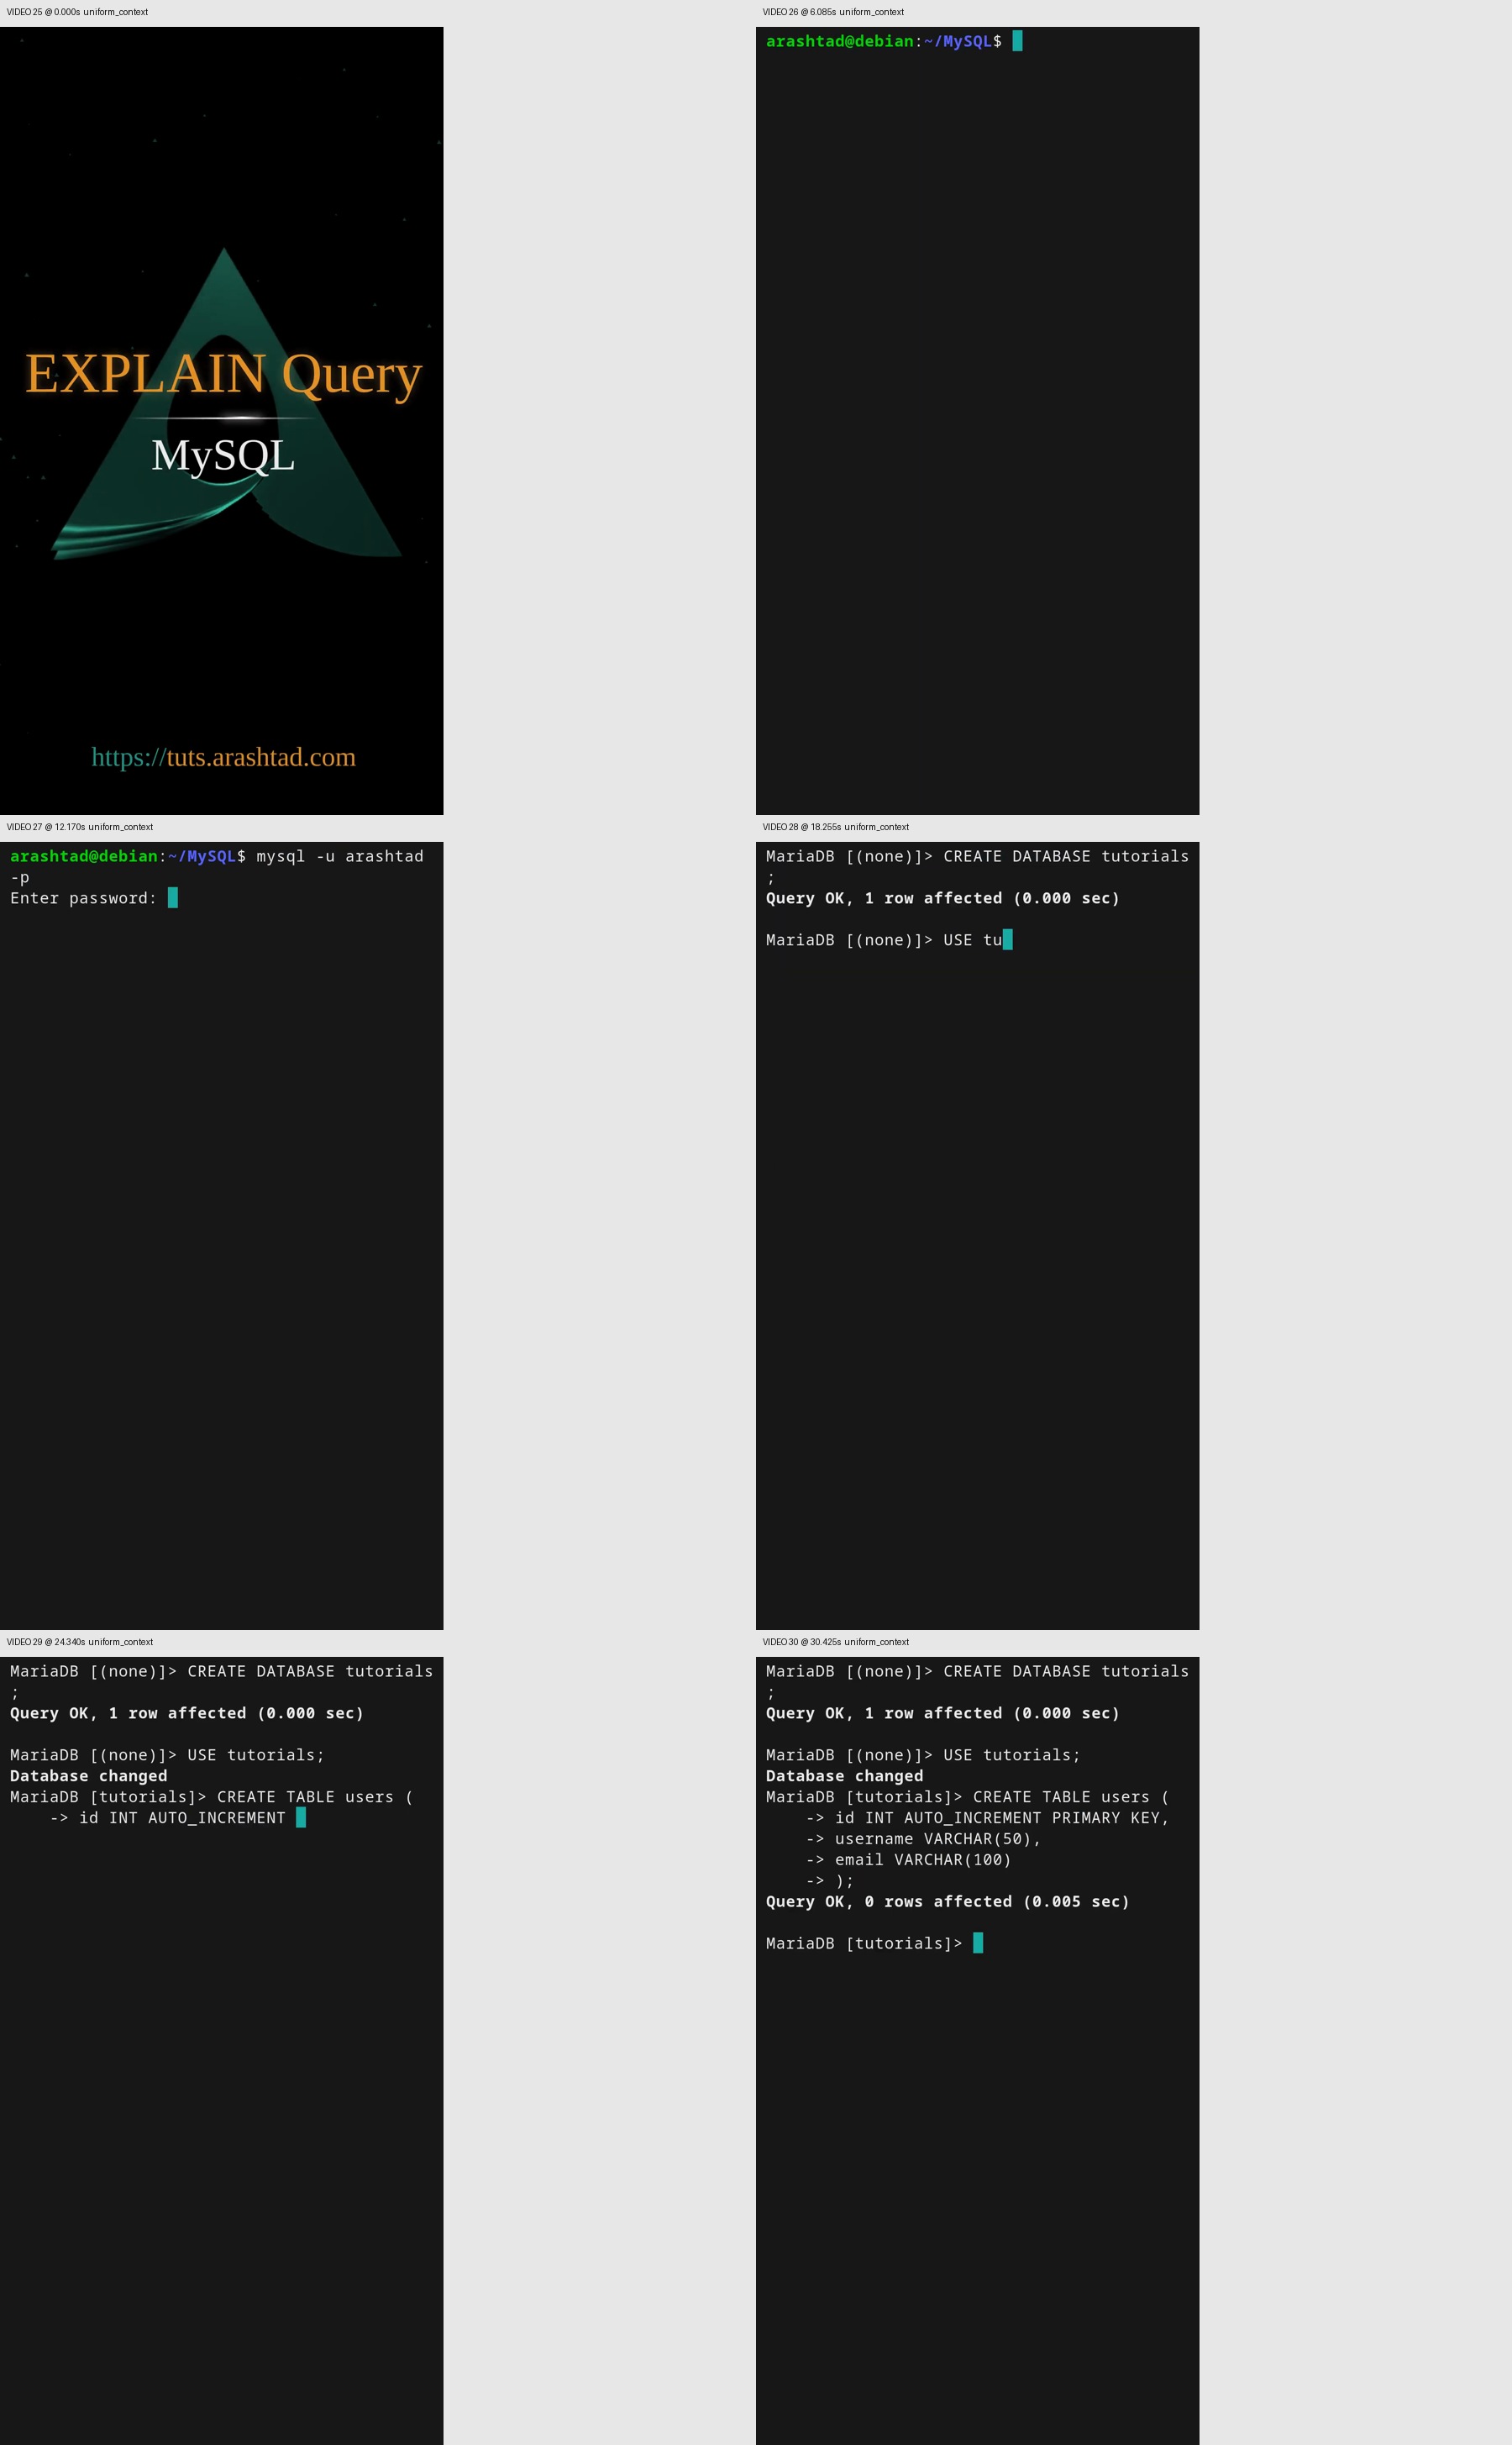 VIDEO 25 @ 0.000s uniform_context
EXPLAIN Query
MySQL
https://tuts.arashtad.com
VIDEO 26 @ 6.085s uniform_context
arashtad@debian:~/MySQL$
VIDEO 27 @ 12.170s uniform_context
arashtad@debian:~/MySQL$ mysql -u arashtad
-p
Enter password:
VIDEO 28 @ 18.255s uniform_context
MariaDB [(none)]> CREATE DATABASE tutorials
;
Query OK, 1 row affected (0.000 sec)
MariaDB [(none)]> USE tu
VIDEO 29 @ 24.340s uniform_context
MariaDB [(none)]> CREATE DATABASE tutorials
;
Query OK, 1 row affected (0.000 sec)
MariaDB [(none)]> USE tutorials;
Database changed
MariaDB [tutorials]> CREATE TABLE users (
-> id INT AUTO_INCREMENT
VIDEO 30 @ 30.425s uniform_context
MariaDB [(none)]> CREATE DATABASE tutorials
;
Query OK, 1 row affected (0.000 sec)
MariaDB [(none)]> USE tutorials;
Database changed
MariaDB [tutorials]> CREATE TABLE users (
-> id INT AUTO_INCREMENT PRIMARY KEY,
-> username VARCHAR(50),
-> email VARCHAR(100)
-> );
Query OK, 0 rows affected (0.005 sec)
MariaDB [tutorials]>